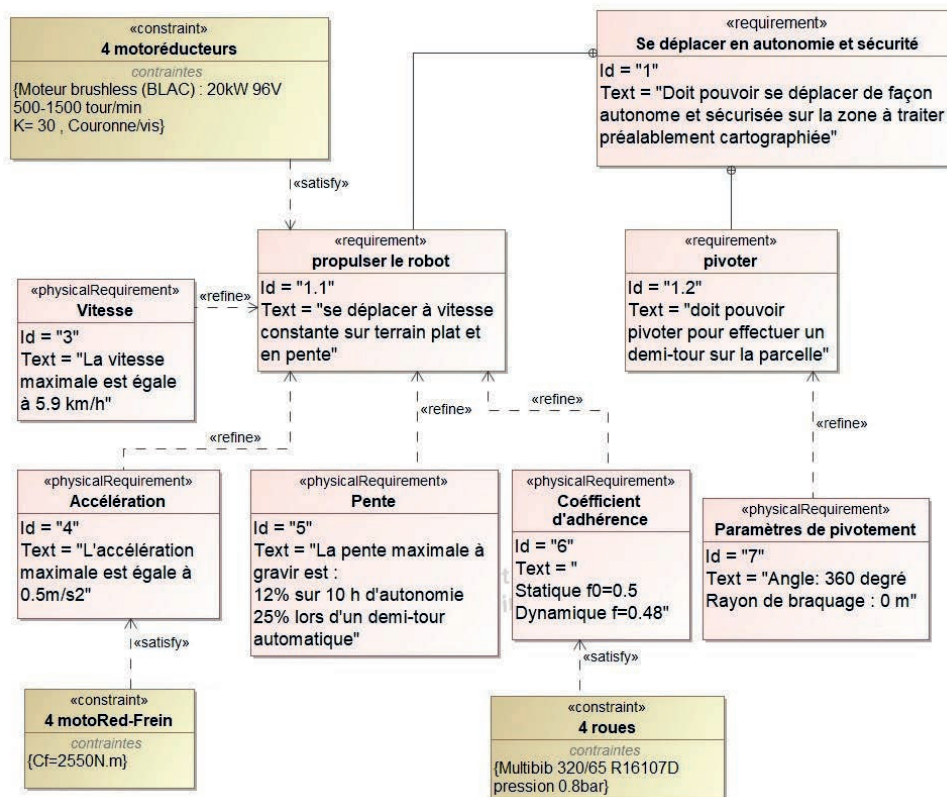 «constraint»
4 motoréducteurs
contraintes
{Moteur brushless (BLAC) : 20kW 96V
500-1500 tour/min
K= 30 , Couronne/vis}
«requirement»
Se déplacer en autonomie et sécurité
Id = "1"
Text = "Doit pouvoir se déplacer de façon
autonome et sécurisée sur la zone à traiter
préalablement cartographiée"
«satisfy»
«requirement»
propulser le robot
Id = "1.1"
Text = "se déplacer à vitesse
constante sur terrain plat et
en pente"
«requirement»
pivoter
Id = "1.2"
Text = "doit pouvoir
pivoter pour effectuer un
demi-tour sur la parcelle"
«physicalRequirement»
Vitesse
Id = "3"
Text = "La vitesse
maximale est égale
à 5.9 km/h"
«refine»
«refine»
«refine»
«refine»
«refine»
«physicalRequirement»
Accélération
Id = "4"
Text = "L'accélération
maximale est égale à
0.5m/s2"
«physicalRequirement»
Pente
Id = "5"
Text = "La pente maximale à
gravir est :
12% sur 10 h d'autonomie
25% lors d'un demi-tour
automatique"
«physicalRequirement»
Coéfficient
d'adhérence
Id = "6"
Text = "
Statique f0=0.5
Dynamique f=0.48"
«physicalRequirement»
Paramètres de pivotement
Id = "7"
Text = "Angle: 360 degré
Rayon de braquage : 0 m"
«satisfy»
«satisfy»
«constraint»
4 motoRed-Frein
contraintes
{Cf=2550N.m}
«constraint»
4 roues
contraintes
{Multibib 320/65 R16107D
pression 0.8bar}